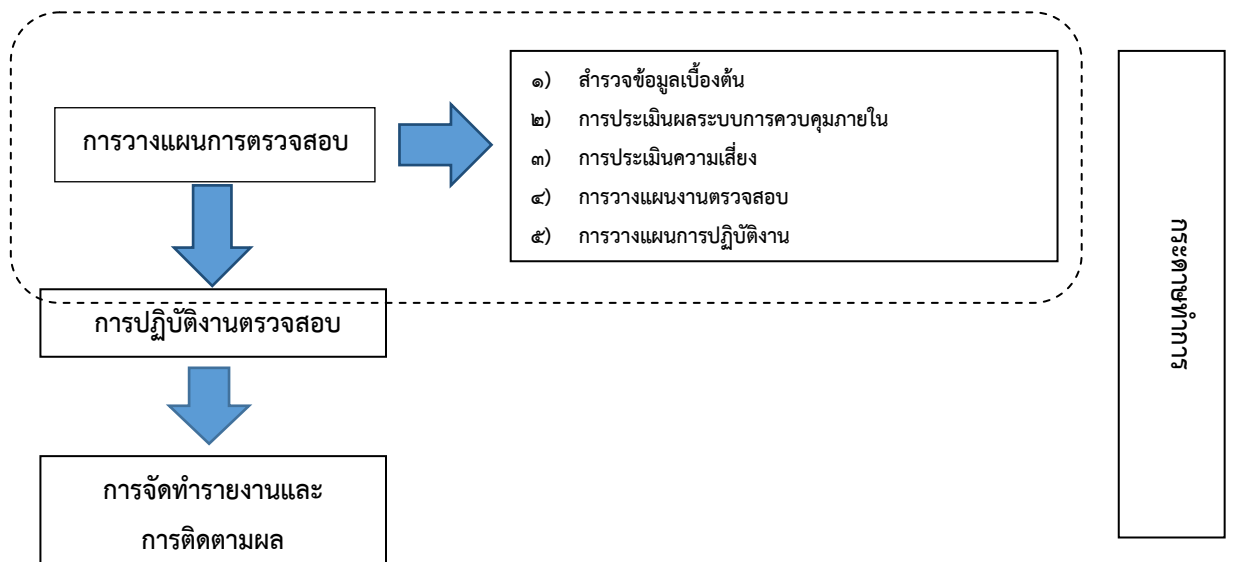 การวางแผนการตรวจสอบ
๑) สำรวจข้อมูลเบื้องต้น
๒) การประเมินผลระบบการควบคุมภายใน
๓) การประเมินความเสี่ยง
๔) การวางแผนงานตรวจสอบ
๕) การวางแผนการปฏิบัติงาน
การปฏิบัติงานตรวจสอบ
การจัดทำรายงานและ
การติดตามผล
กระดาษทำการ